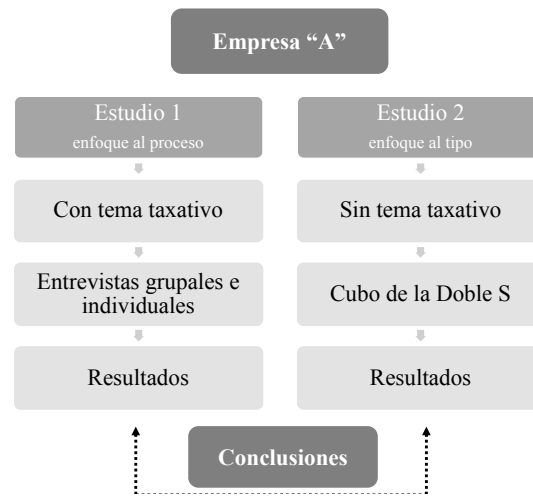 Empresa “A”
Estudio 1
enfoque al proceso
Con tema taxativo
Entrevistas grupales e
individuales
Resultados
Estudio 2
enfoque al tipo
Sin tema taxativo
Cubo de la Doble S
Resultados
Conclusiones